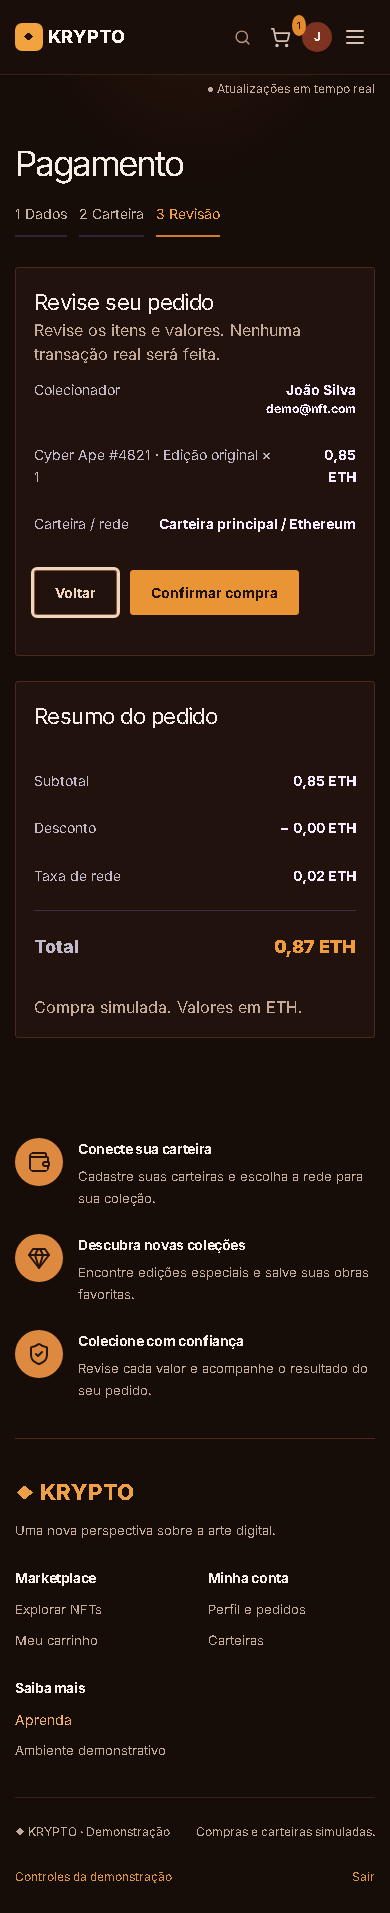 KRYPTO
1
J
● Atualizações em tempo real
Pagamento
1 Dados 2 Carteira 3 Revisão
Revise seu pedido
Revise os itens e valores. Nenhuma
transação real será feita.
Colecionador João Silva
demo@nft.com
Cyber Ape #4821 · Edição original × 0,85
1 ETH
Carteira / rede Carteira principal / Ethereum
Voltar Confirmar compra
Resumo do pedido
Subtotal 0,85 ETH
Desconto − 0,00 ETH
Taxa de rede 0,02 ETH
Total 0,87 ETH
Compra simulada. Valores em ETH.
Conecte sua carteira
Cadastre suas carteiras e escolha a rede para
sua coleção.
Descubra novas coleções
Encontre edições especiais e salve suas obras
favoritas.
Colecione com confiança
Revise cada valor e acompanhe o resultado do
seu pedido.
◆ KRYPTO
Uma nova perspectiva sobre a arte digital.
Marketplace Minha conta
Explorar NFTs Perfil e pedidos
Meu carrinho Carteiras
Saiba mais
Aprenda
Ambiente demonstrativo
◆ KRYPTO · Demonstração Compras e carteiras simuladas.
Controles da demonstração Sair